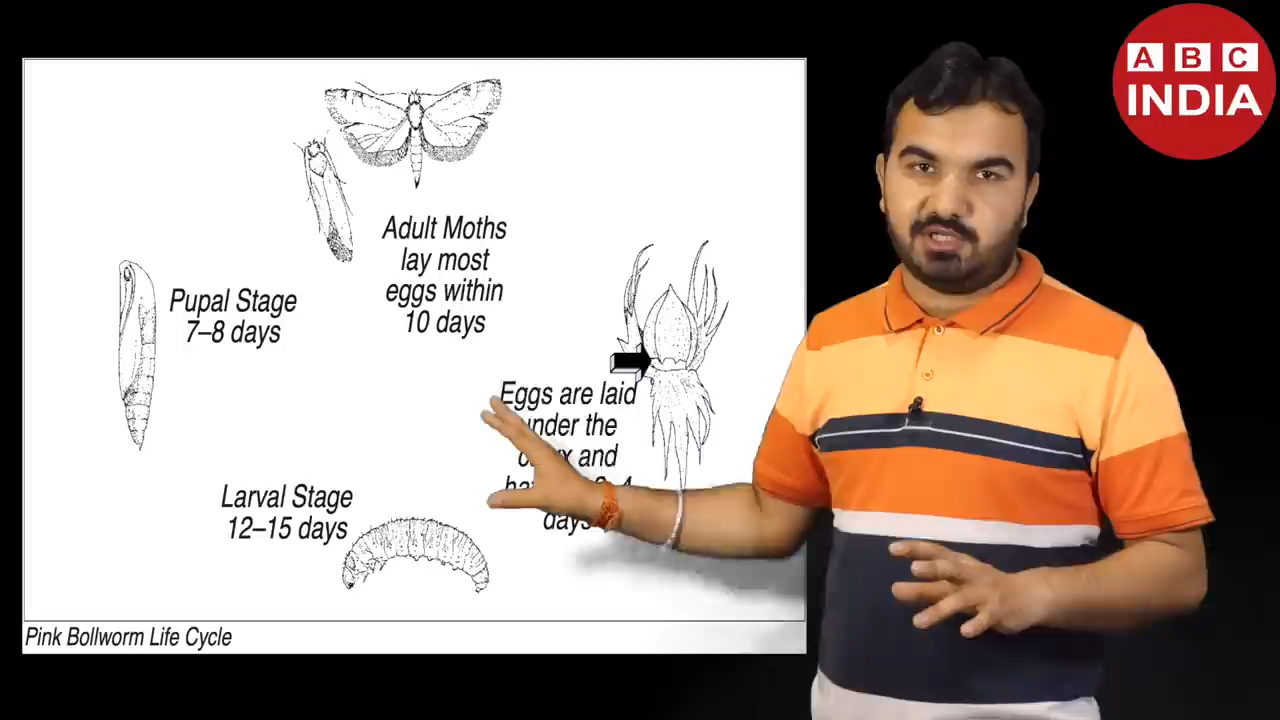 ABC
INDIA
Adult Moths
lay most
eggs within
10 days
Pupal Stage
7–8 days
Eggs are laid
under the
and
days
Larval Stage
12–15 days
Pink Bollworm Life Cycle